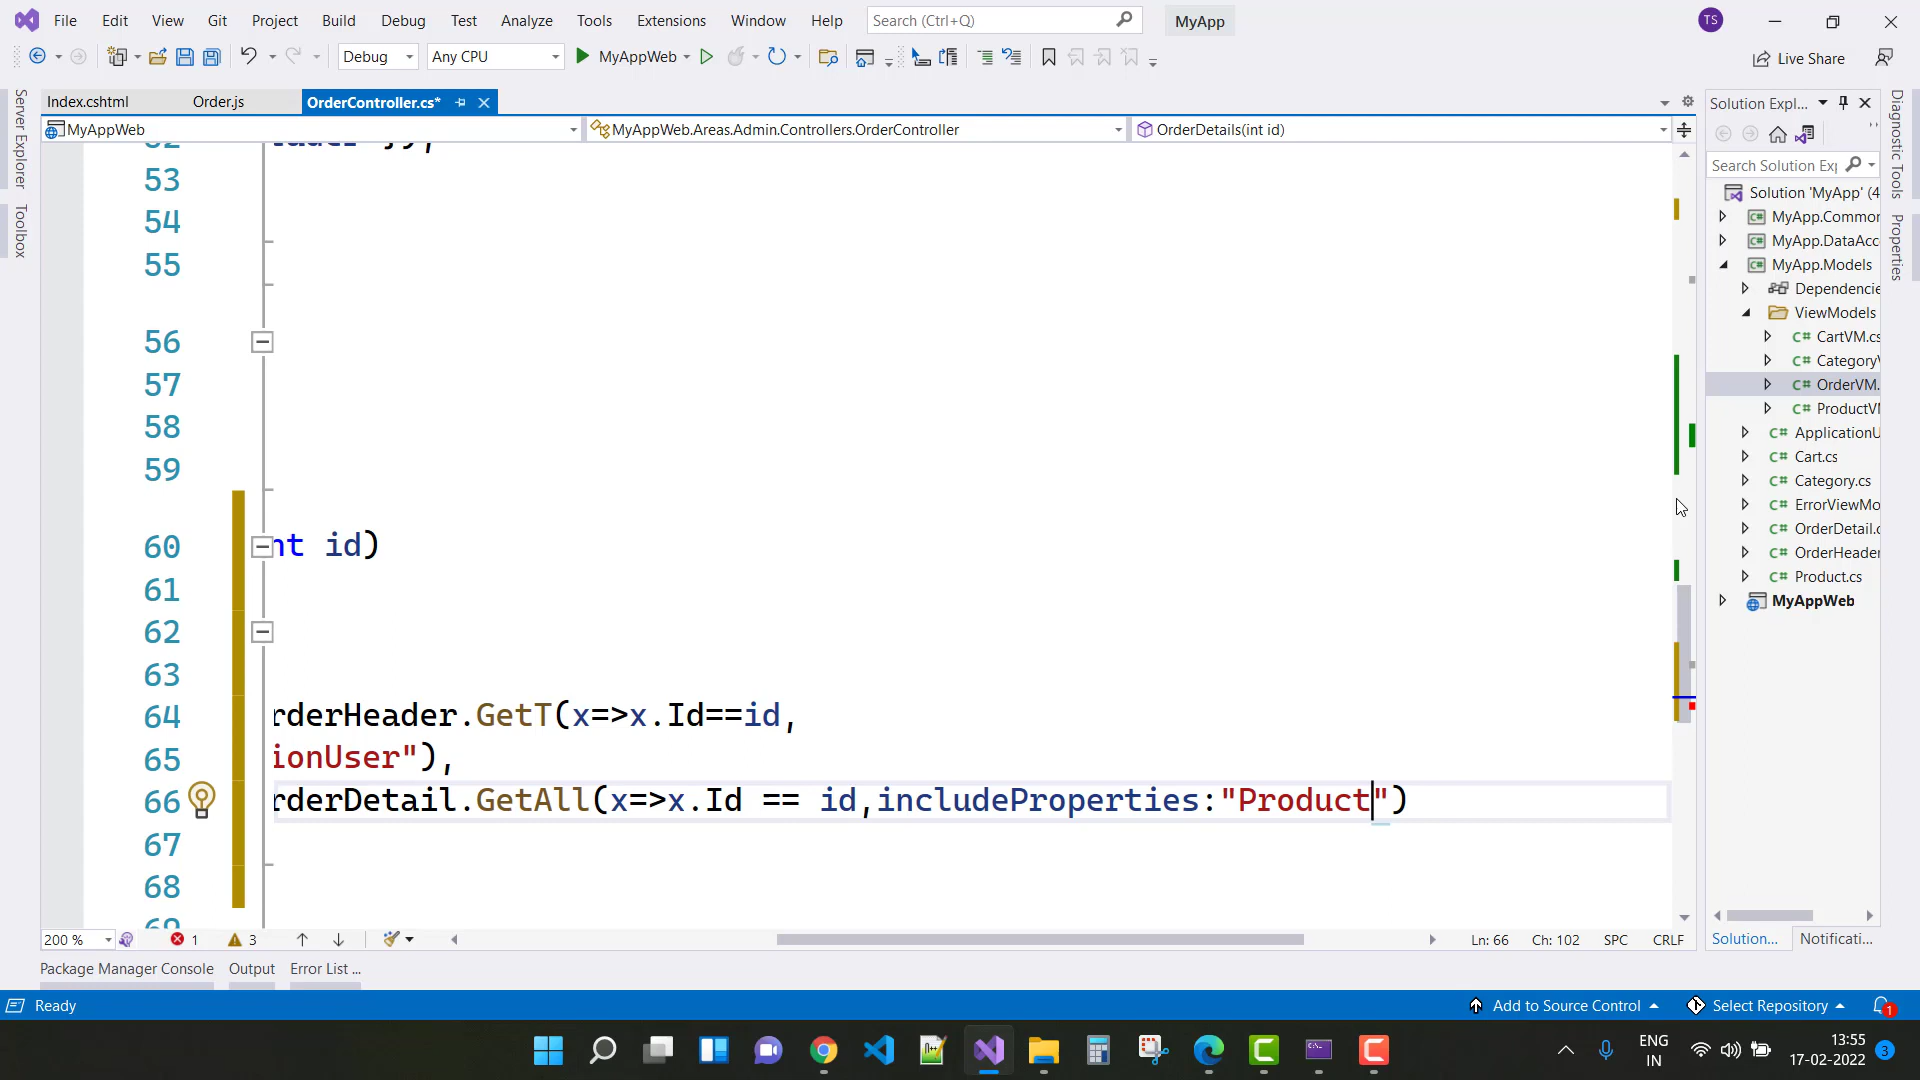 File Edit View Git Project Build Debug Test Analyze Tools Extensions Window Help Search (Ctrl+Q) MyApp TS
Debug Any CPU MyAppWeb Live Share
Index.cshtml Order.js OrderController.cs*
MyAppWeb MyAppWeb.Areas.Admin.Controllers.OrderController OrderDetails(int id)
53
54
55
56
57
58
59
60 nt id)
61
62
63
64 rderHeader.GetT(x=>x.Id==id,
65 ionUser"),
66 rderDetail.GetAll(x=>x.Id == id,includeProperties:"Product")
67
68
200 % 1 3 Ln: 66 Ch: 102 SPC CRLF
Server Explorer
Toolbox
Solution Expl...
Search Solution Exp
Solution 'MyApp' (4
MyApp.Common
MyApp.DataAcc
MyApp.Models
Dependencie
ViewModels
C# CartVM.cs
C# CategoryV
C# OrderVM.
C# ProductVM
C# ApplicationU
C# Cart.cs
C# Category.cs
C# ErrorViewMo
C# OrderDetail.c
C# OrderHeader
C# Product.cs
MyAppWeb
Solution... Notificati...
Diagnostic Tools
Properties
Package Manager Console Output Error List ...
Ready Add to Source Control Select Repository 1
ENG
IN
13:55
17-02-2022 3